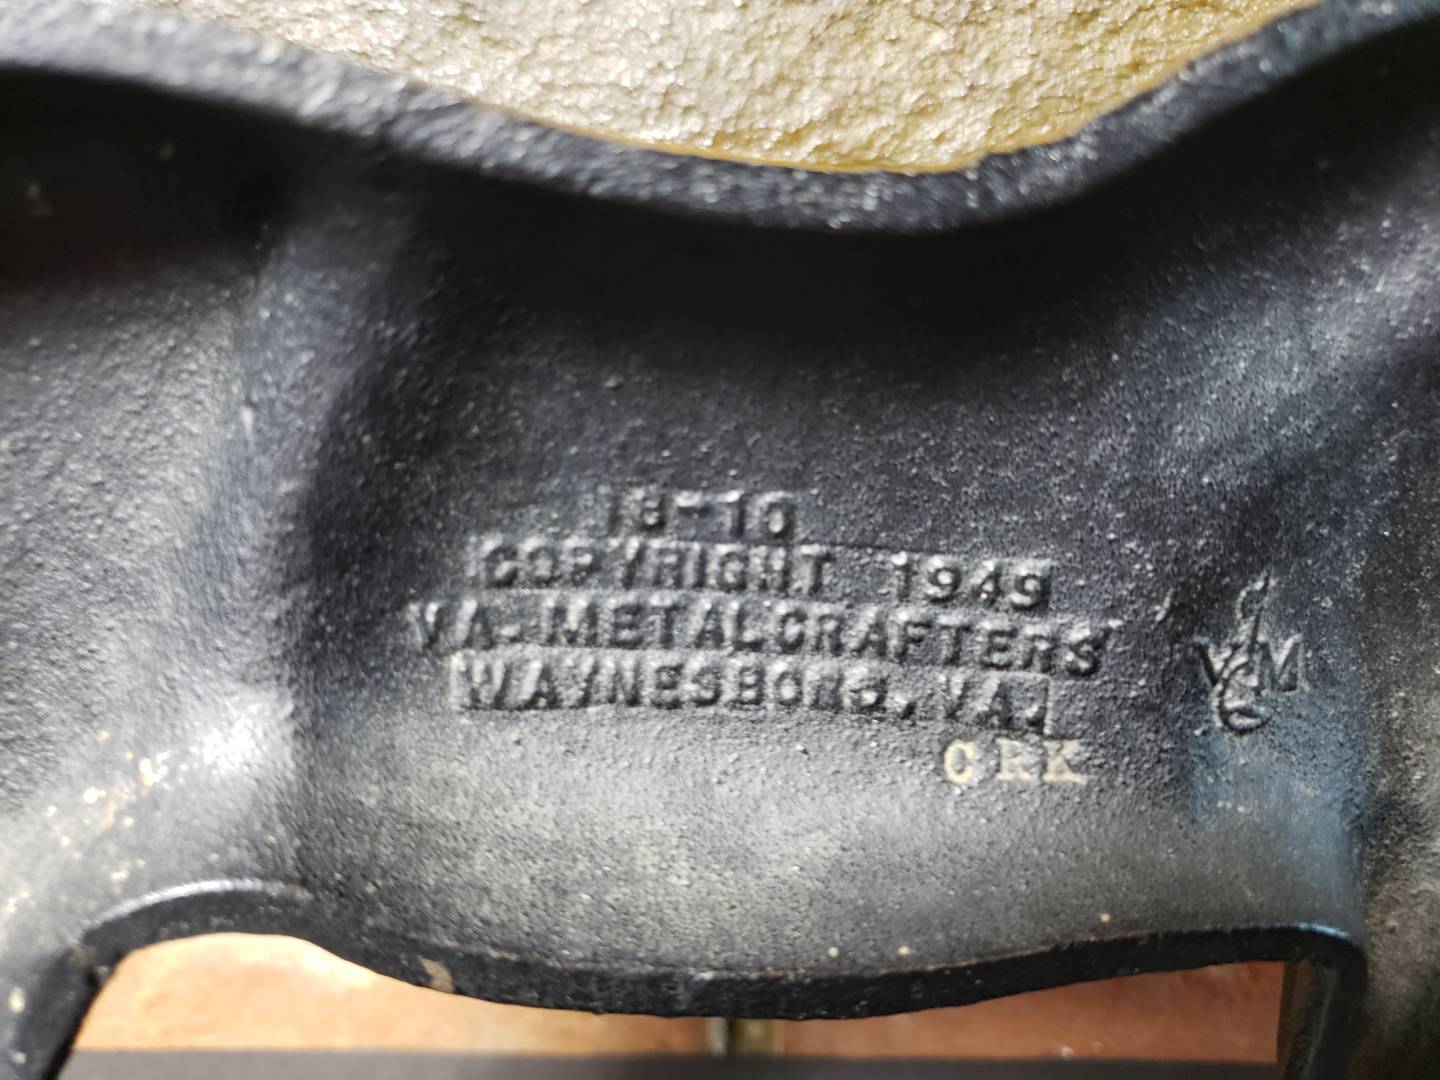 18-10
COPYRIGHT 1949
VA. METALCRAFTERS
WAYNESBORO, VA.
CRK
VM